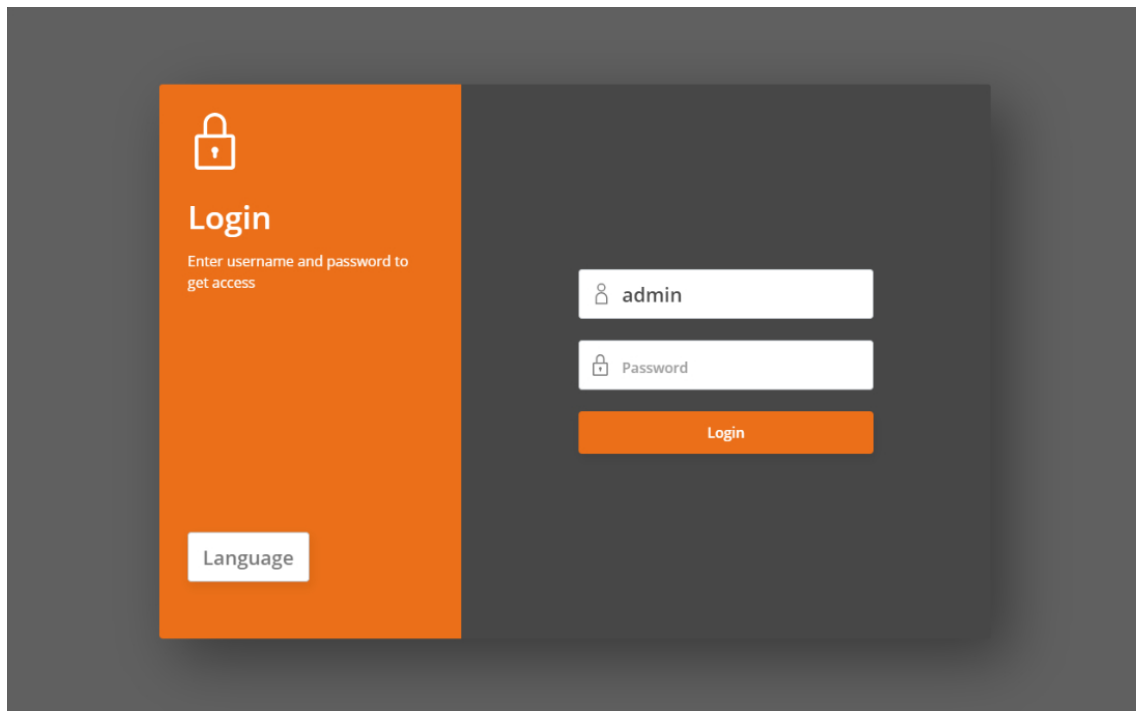 Login
Enter username and password to
get access
admin
Password
Login
Language